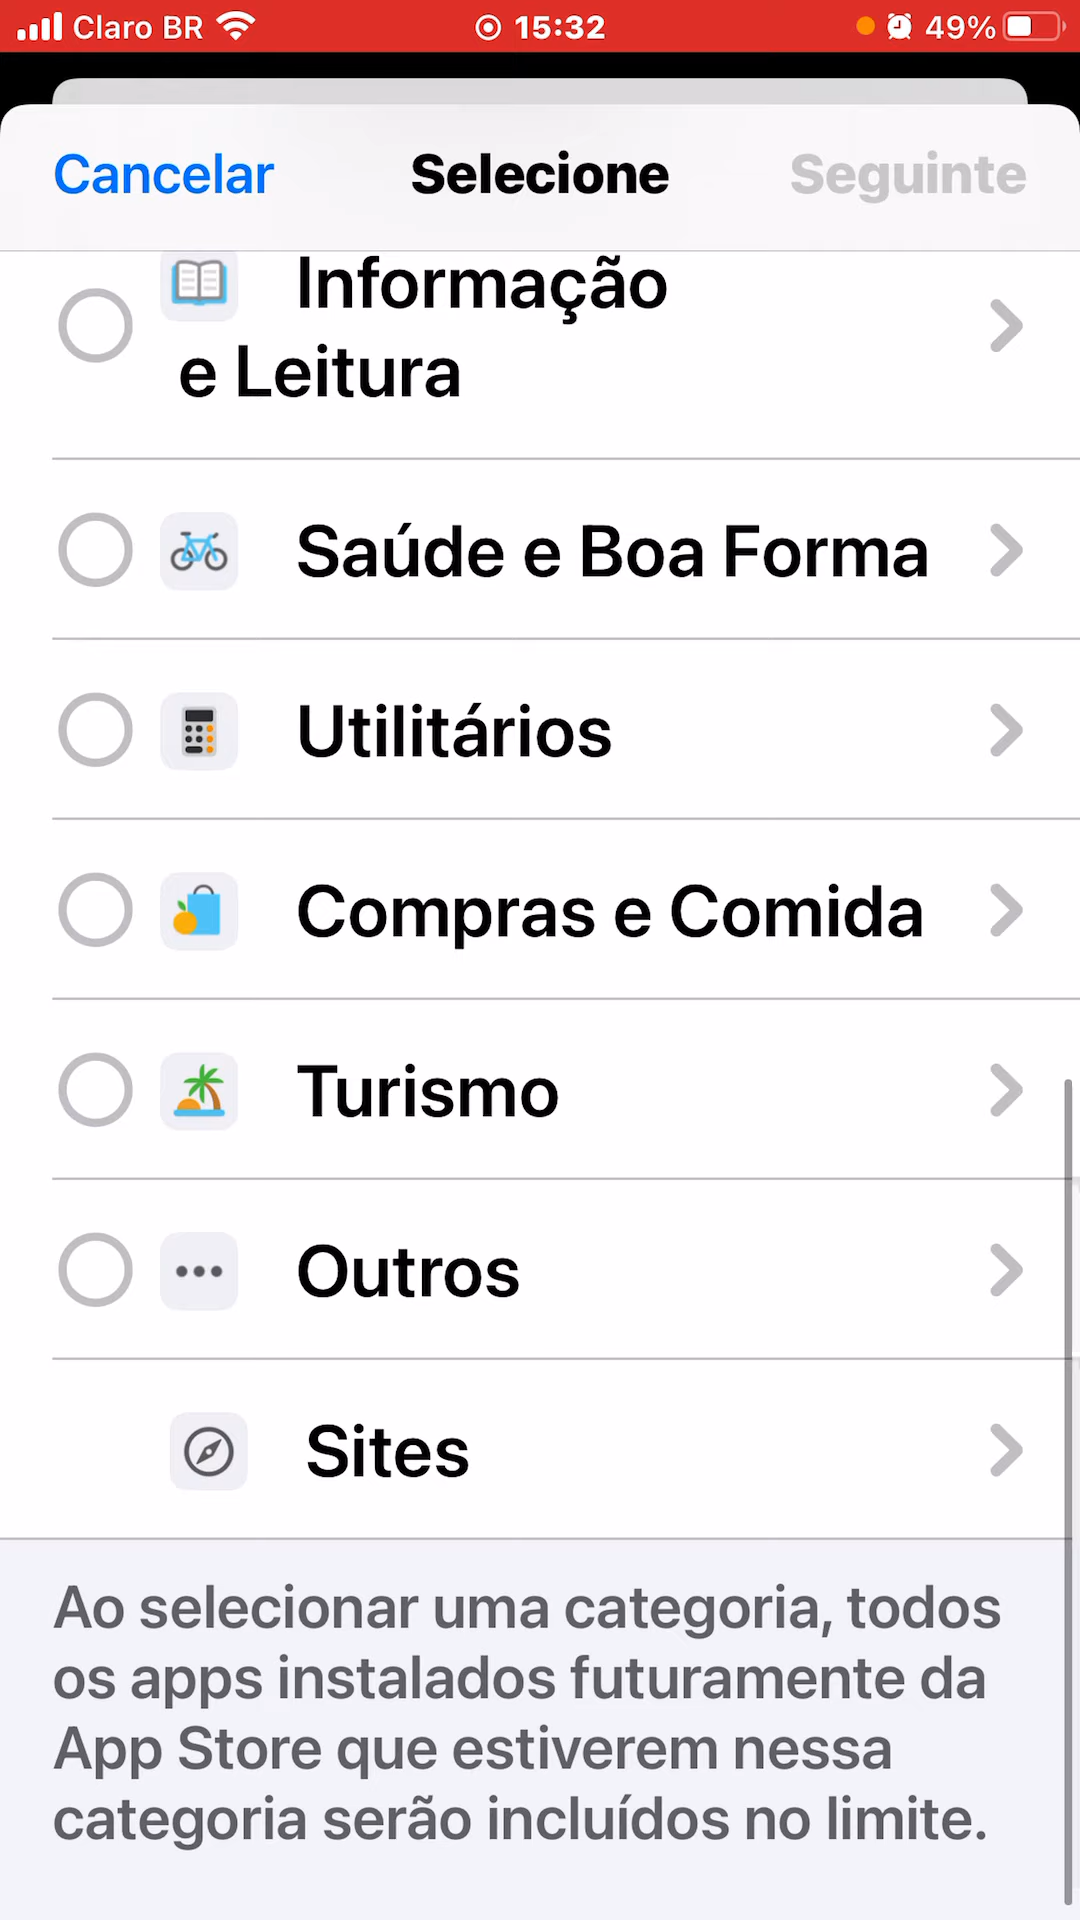 Claro BR 15:32 49%
Cancelar Selecione Seguinte
Informação
e Leitura
Saúde e Boa Forma
Utilitários
Compras e Comida
Turismo
Outros
Sites
Ao selecionar uma categoria, todos
os apps instalados futuramente da
App Store que estiverem nessa
categoria serão incluídos no limite.